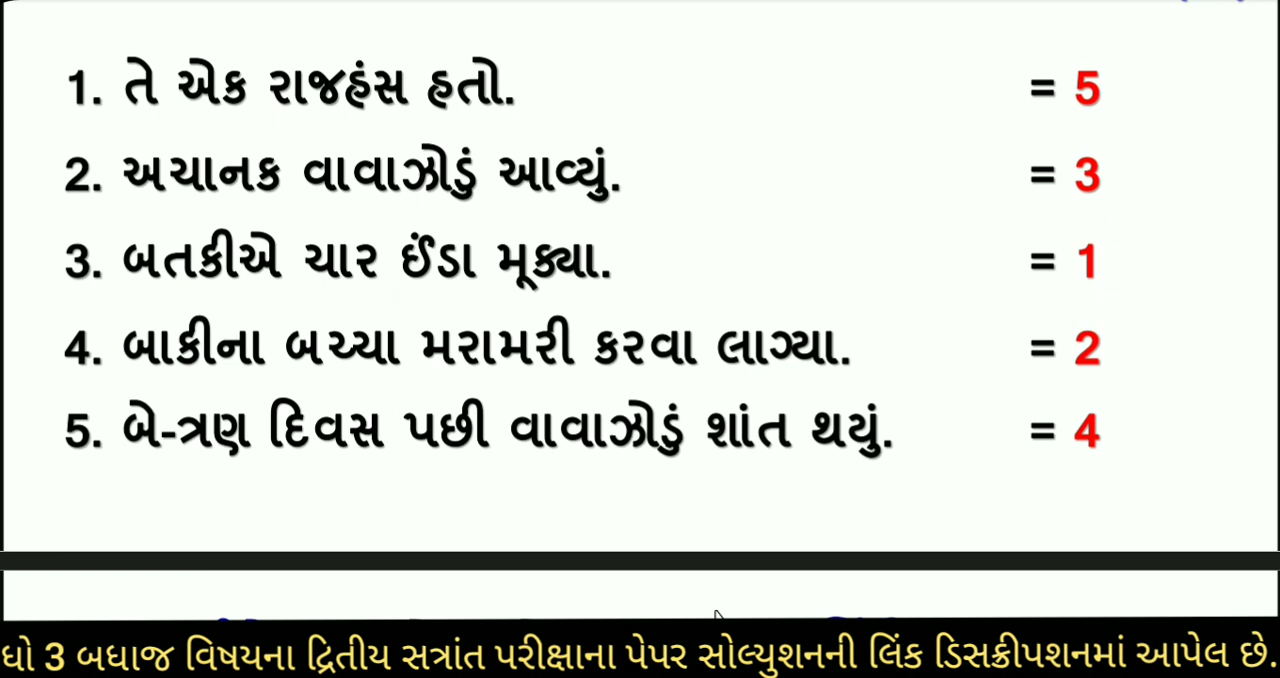 1. તે એક રાજહંસ હતો. = 5
2. અચાનક વાવાઝોડું આવ્યું. = 3
3. બતકીએ ચાર ઈંડા મૂક્યા. = 1
4. બાકીના બચ્ચા મરામરી કરવા લાગ્યા. = 2
5. બે-ત્રણ દિવસ પછી વાવાઝોડું શાંત થયું. = 4
ધો 3 બધાજ વિષયના દ્રિતીય સત્રાંત પરીક્ષાના પેપર સોલ્યુશનની લિંક ડિસક્રીપશનમાં આપેલ છે.